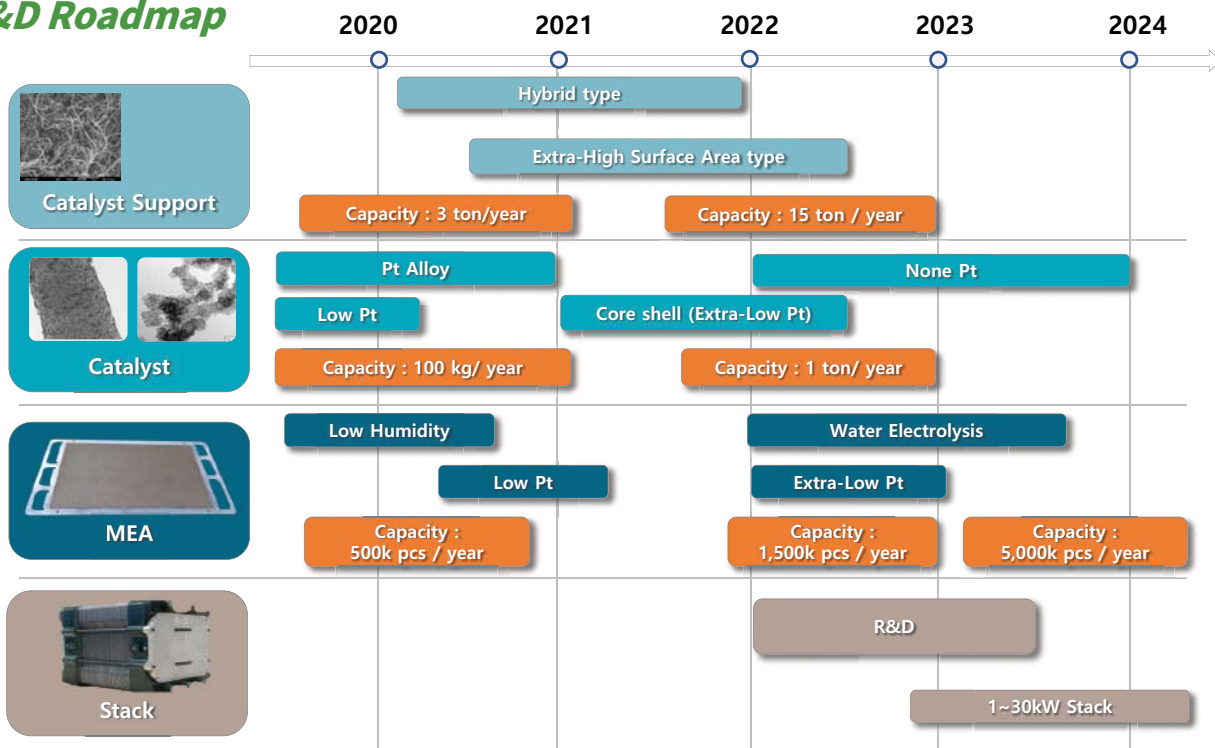 &D Roadmap
2020 2021 2022 2023 2024
Hybrid type
Extra-High Surface Area type
Catalyst Support
Capacity : 3 ton/year
Capacity : 15 ton / year
Pt Alloy
None Pt
Low Pt
Core shell (Extra-Low Pt)
Catalyst
Capacity : 100 kg/ year
Capacity : 1 ton/ year
Low Humidity
Water Electrolysis
Low Pt
Extra-Low Pt
MEA
Capacity :
500k pcs / year
Capacity :
1,500k pcs / year
Capacity :
5,000k pcs / year
R&D
Stack
1~30kW Stack